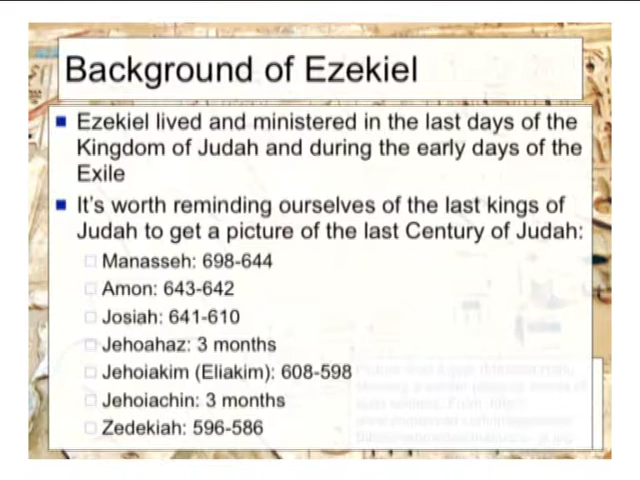 Background of Ezekiel
Ezekiel lived and ministered in the last days of the
Kingdom of Judah and during the early days of the
Exile
It's worth reminding ourselves of the last kings of
Judah to get a picture of the last Century of Judah:
Manasseh: 698-644
Amon: 643-642
Josiah: 641-610
Jehoahaz: 3 months
Jehoiakim (Eliakim): 608-598
Jehoiachin: 3 months
Zedekiah: 596-586